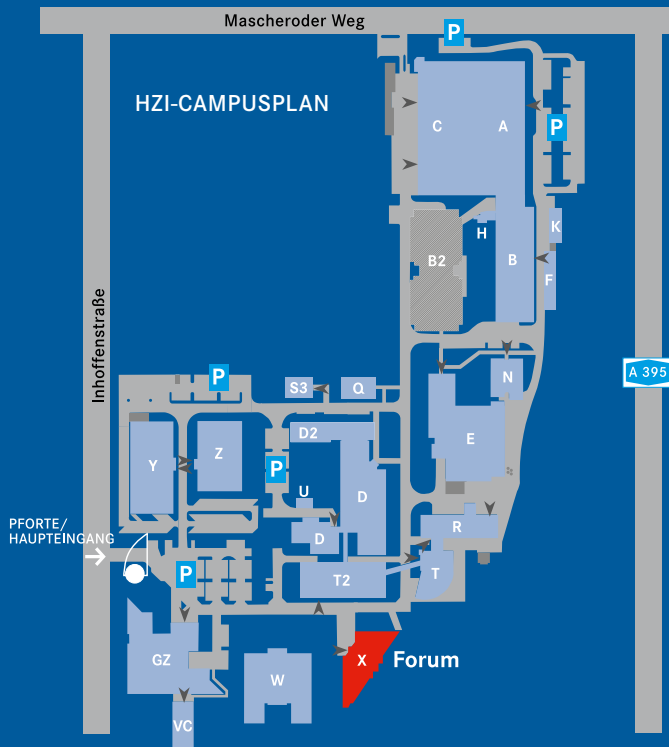 Mascheroder Weg
P
HZI-CAMPUSPLAN
C
A
P
K
H
B2
B
F
Inhoffenstraße
A 395
P
S3
Q
N
D2
E
Y
Z
P
U
D
D
R
PFORTE/
HAUPTEINGANG
P
T2
T
GZ
X
Forum
W
VC